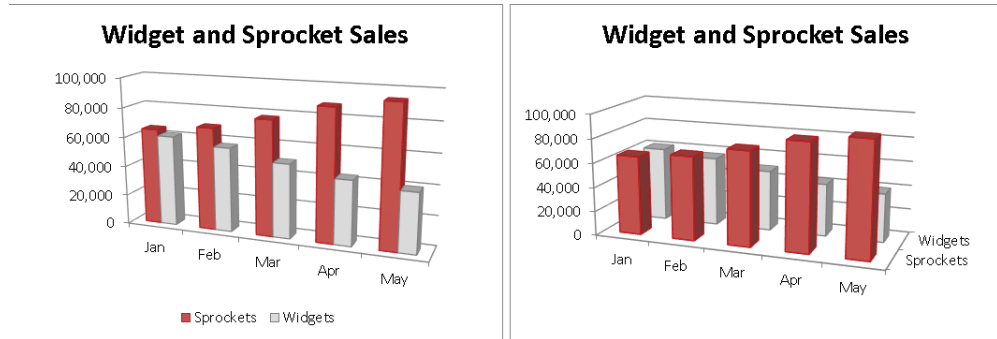 Widget and Sprocket Sales
100,000
80,000
60,000
40,000
20,000
0
Jan
Feb
Mar
Apr
May
Sprockets
Widgets
Widget and Sprocket Sales
100,000
80,000
60,000
40,000
20,000
0
Jan
Feb
Mar
Apr
May
Widgets
Sprockets